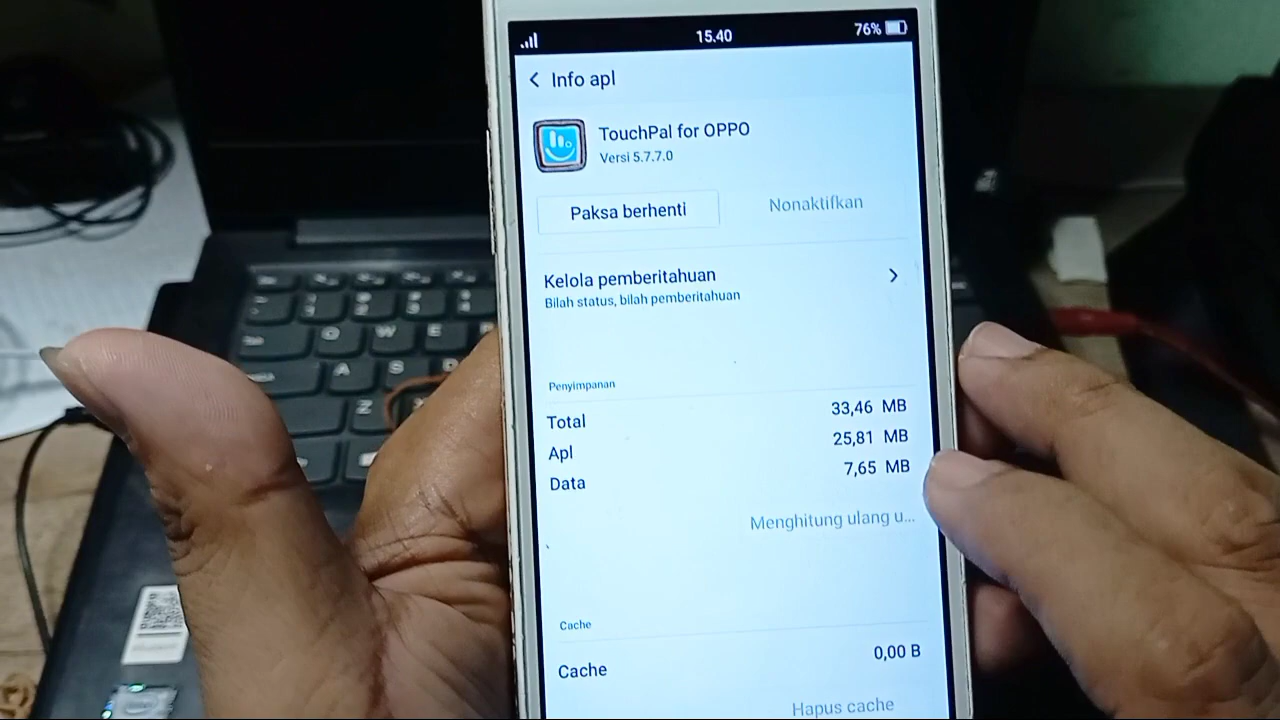 15.40
76%
Info apl
TouchPal for OPPO
Versi 5.7.7.0
Paksa berhenti
Nonaktifkan
Kelola pemberitahuan
Bilah status, bilah pemberitahuan
Penyimpanan
Total 33,46 MB
Apl 25,81 MB
Data 7,65 MB
Menghitung ulang u...
Cache
Cache 0,00 B
Hapus cache
Q W E
A S D
Z